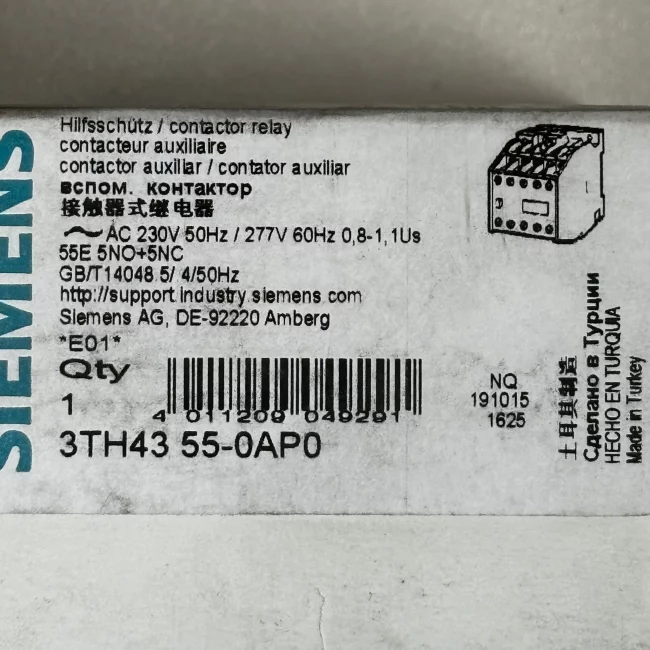 SIEMENS
Hilfsschütz / contactor relay
contacteur auxiliaire
contactor auxiliar / contator auxiliar
вспом. контактор
接触器式继电器
~ AC 230V 50Hz / 277V 60Hz 0,8-1,1Us
55E 5NO+5NC
GB/T14048.5/ 4/50Hz
http://support.industry.siemens.com
Siemens AG, DE-92220 Amberg
*E01*
Qty
1
4 011209 049291
3TH43 55-0AP0
NQ
191015
1625
土耳其制造
Сделано в Турции
HECHO EN TURQUIA
Made in Turkey